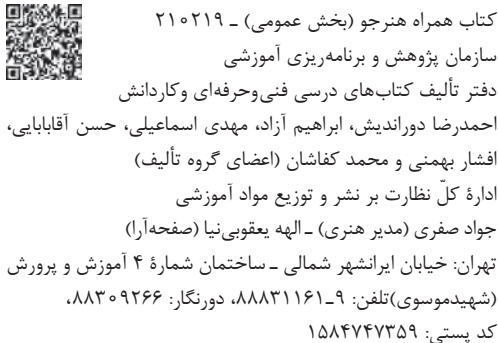 کتاب همراه هنرجو (بخش عمومی) ـ ۲۱۰۲۱۹
سازمان پژوهش و برنامه‌ریزی آموزشی
دفتر تألیف کتاب‌های درسی فنی‌وحرفه‌ای وکاردانش
احمدرضا دوراندیش، ابراهیم آزاد، مهدی اسماعیلی، حسن آقابابایی،
افشار بهمنی و محمد کفاشان (اعضای گروه تألیف)
ادارهٔ کلّ نظارت بر نشر و توزیع مواد آموزشی
جواد صفری (مدیر هنری) ـ الهه یعقوبی‌نیا (صفحه‌آرا)
تهران: خیابان ایرانشهر شمالی ـ ساختمان شمارهٔ ۴ آموزش و پرورش
(شهیدموسوی)تلفن: ۹ـ۸۸۸۳۱۱۶۱، دورنگار: ۸۸۳۰۹۲۶۶،
کد پستی: ۱۵۸۴۷۴۷۳۵۹